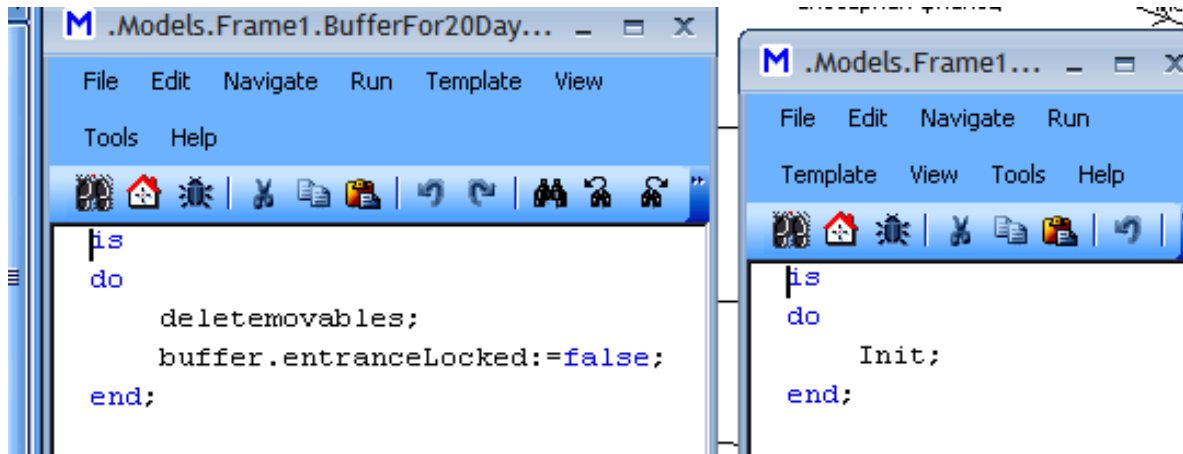 M .Models.Frame1.BufferFor20Day...
File Edit Navigate Run Template View
Tools Help
is
do
deletemovables;
buffer.entranceLocked:=false;
end;
M .Models.Frame1...
File Edit Navigate Run
Template View Tools Help
is
do
Init;
end;